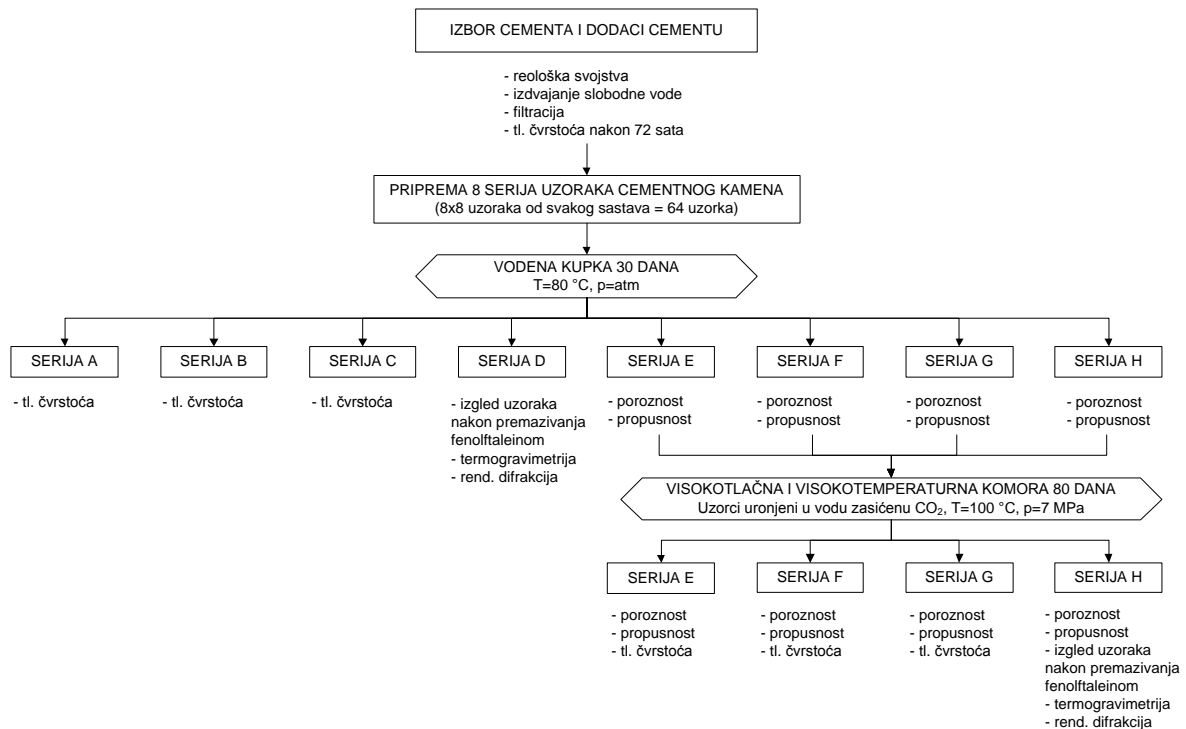 IZBOR CEMENTA I DODACI CEMENTU
- reološka svojstva
- izdvajanje slobodne vode
- filtracija
- tl. čvrstoća nakon 72 sata
PRIPREMA 8 SERIJA UZORAKA CEMENTNOG KAMENA
(8x8 uzoraka od svakog sastava = 64 uzorka)
VODENA KUPKA 30 DANA
T=80 °C, p=atm
SERIJA A
- tl. čvrstoća
SERIJA B
- tl. čvrstoća
SERIJA C
- tl. čvrstoća
SERIJA D
- izgled uzoraka
nakon premazivanja
fenolftaleinom
- termogravimetrija
- rend. difrakcija
SERIJA E
- poroznost
- propusnost
SERIJA F
- poroznost
- propusnost
SERIJA G
- poroznost
- propusnost
SERIJA H
- poroznost
- propusnost
VISOKOTLAČNA I VISOKOTEMPERATURNA KOMORA 80 DANA
Uzorci uronjeni u vodu zasićenu CO₂, T=100 °C, p=7 MPa
SERIJA E
- poroznost
- propusnost
- tl. čvrstoća
SERIJA F
- poroznost
- propusnost
- tl. čvrstoća
SERIJA G
- poroznost
- propusnost
- tl. čvrstoća
SERIJA H
- poroznost
- propusnost
- izgled uzoraka
nakon premazivanja
fenolftaleinom
- termogravimetrija
- rend. difrakcija